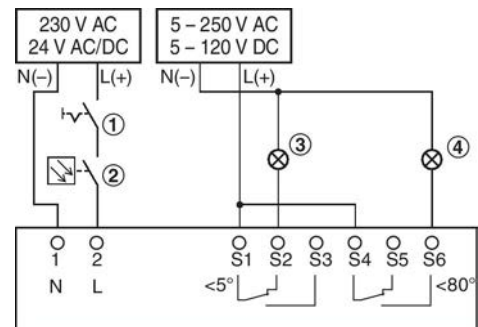 230 V AC
24 V AC/DC
5 – 250 V AC
5 – 120 V DC
N(–) L(+)
N(–) L(+)
1
2
3
4
1 2 S1 S2 S3 S4 S5 S6
N L <5° <80°